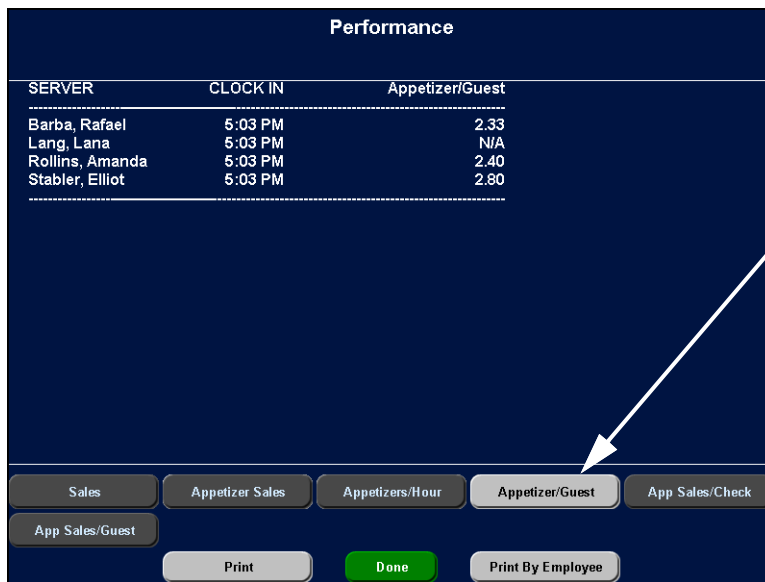 Performance
SERVER CLOCK IN Appetizer/Guest
Barba, Rafael 5:03 PM 2.33
Lang, Lana 5:03 PM N/A
Rollins, Amanda 5:03 PM 2.40
Stabler, Elliot 5:03 PM 2.80
Sales Appetizer Sales Appetizers/Hour Appetizer/Guest App Sales/Check
App Sales/Guest
Print Done Print By Employee